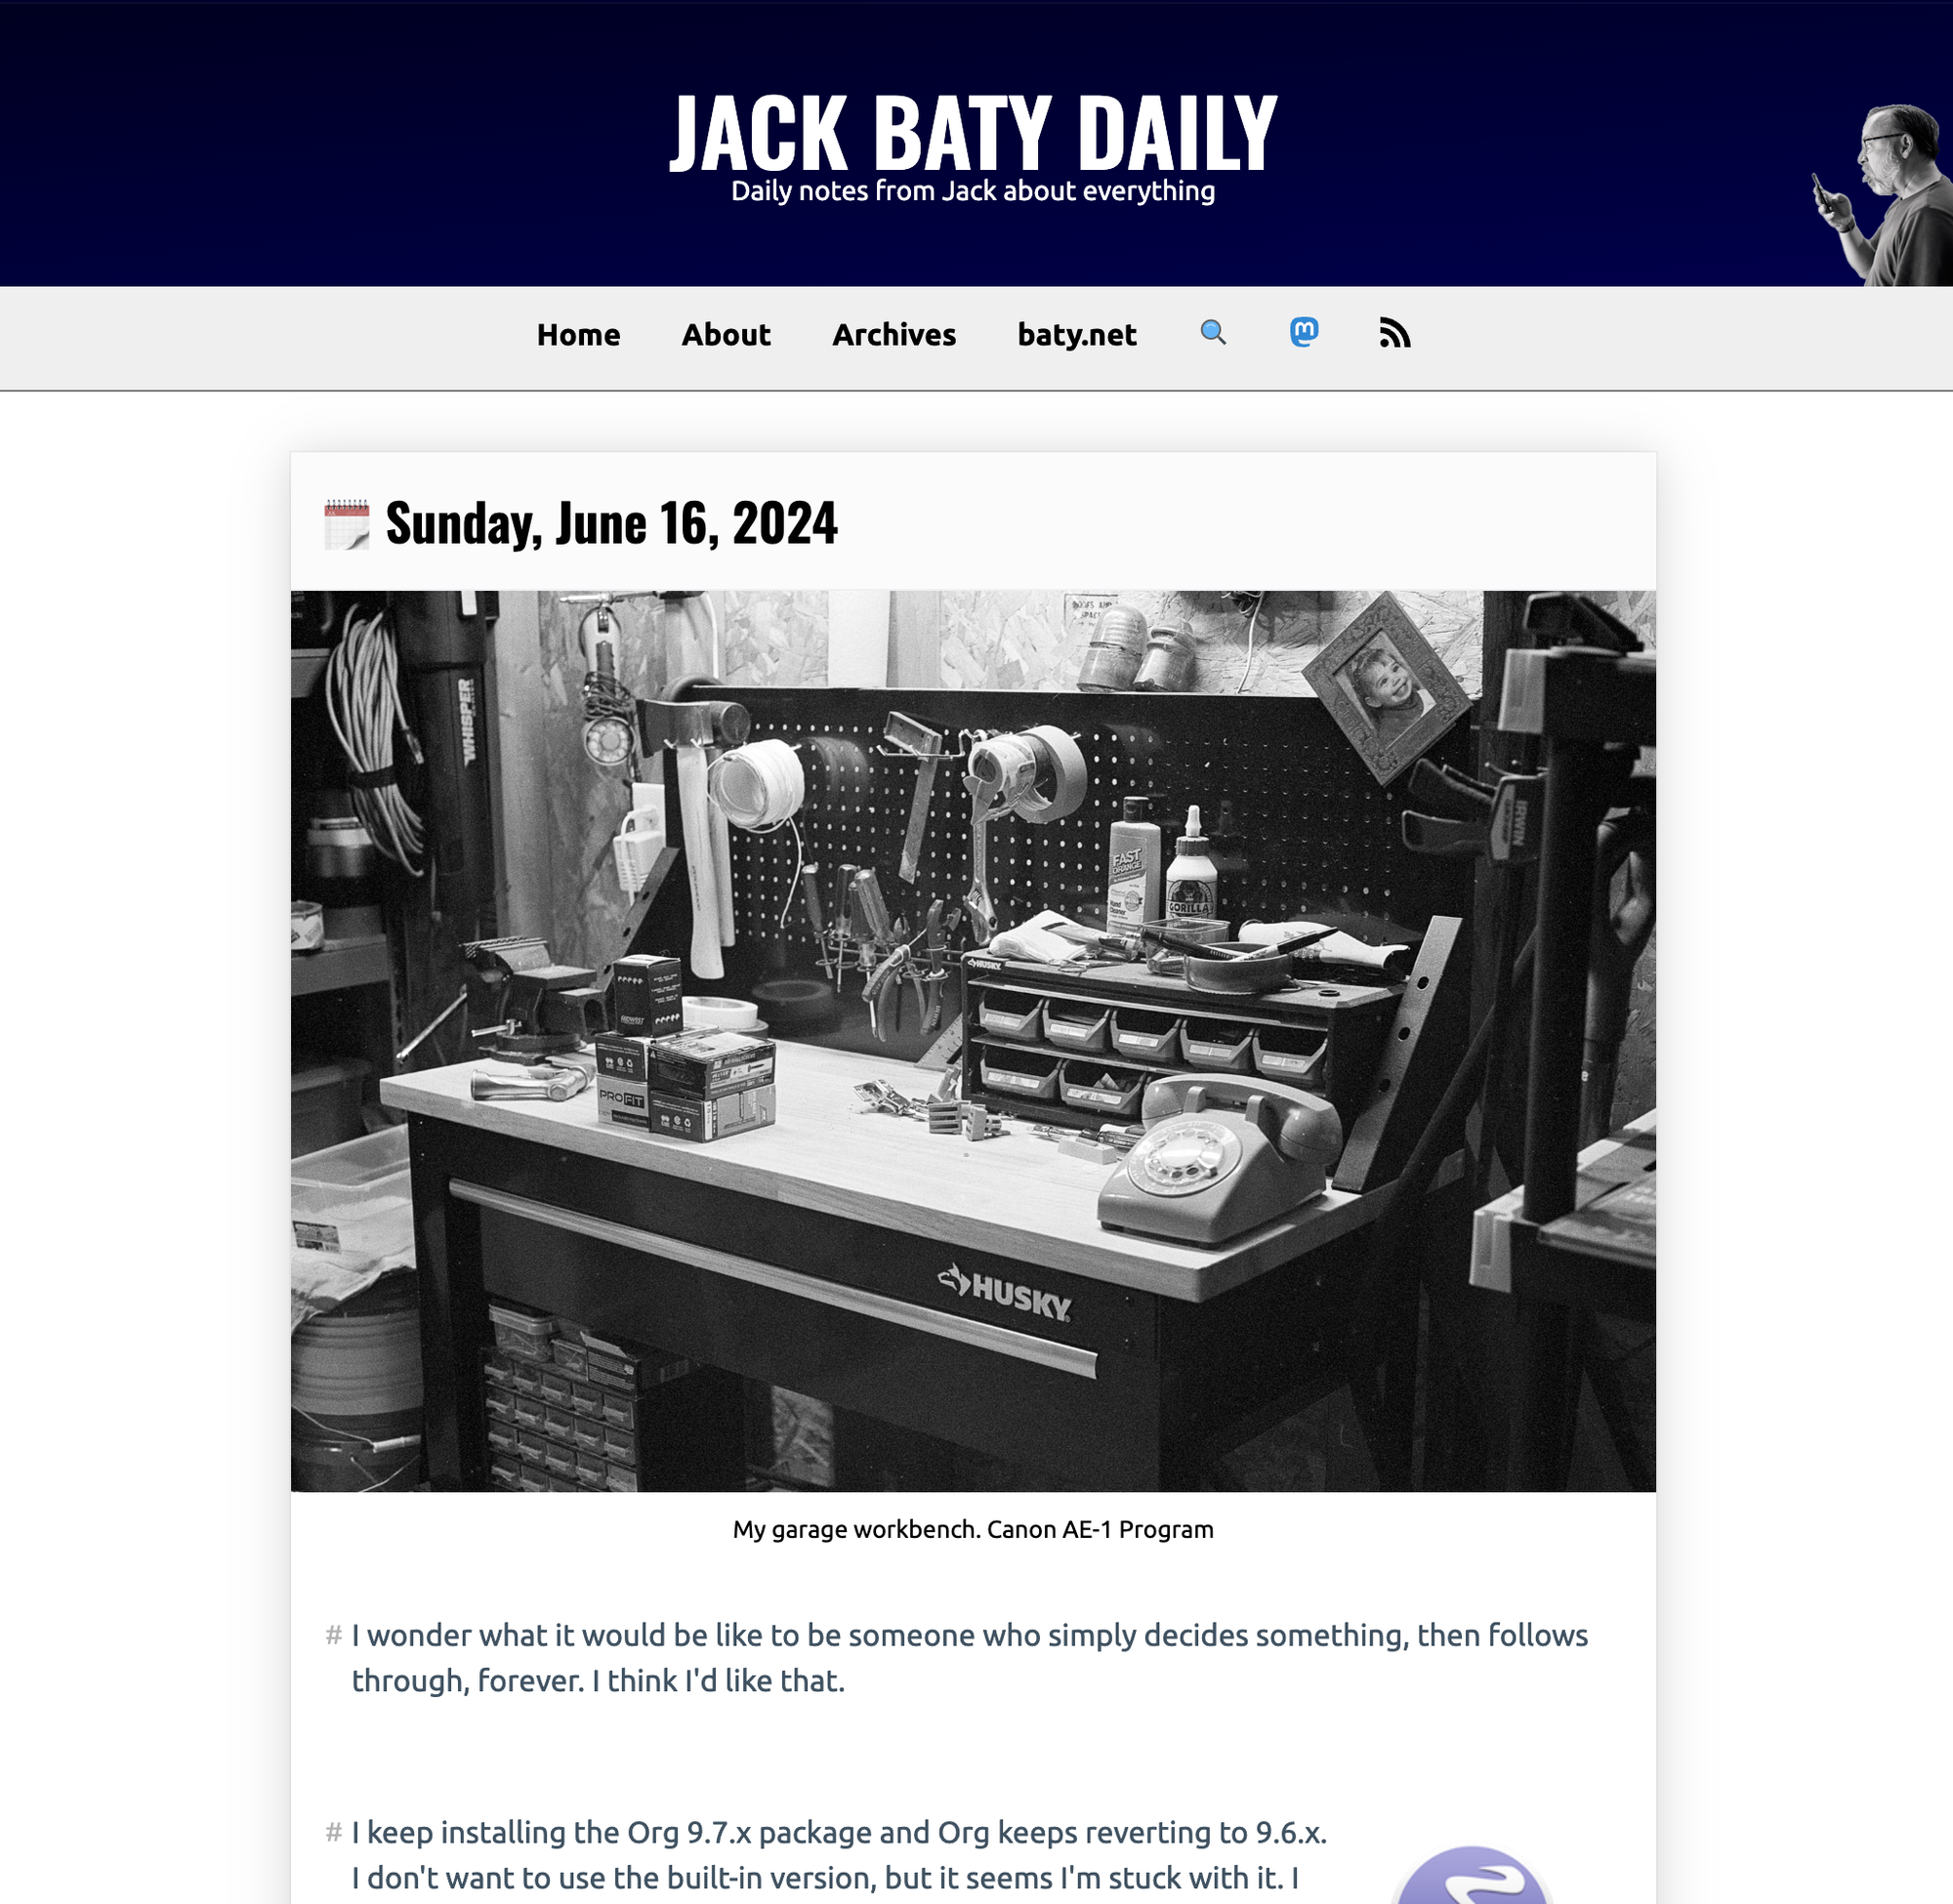 JACK BATY DAILY
Daily notes from Jack about everything
Home About Archives baty.net
Sunday, June 16, 2024
WHISPER
IRWIN
FAST
ORANGE
Hand
Cleaner
GORILLA
HUSKY
PROFIT
HUSKY
My garage workbench. Canon AE-1 Program
# I wonder what it would be like to be someone who simply decides something, then follows
through, forever. I think I'd like that.
# I keep installing the Org 9.7.x package and Org keeps reverting to 9.6.x.
I don't want to use the built-in version, but it seems I'm stuck with it. I